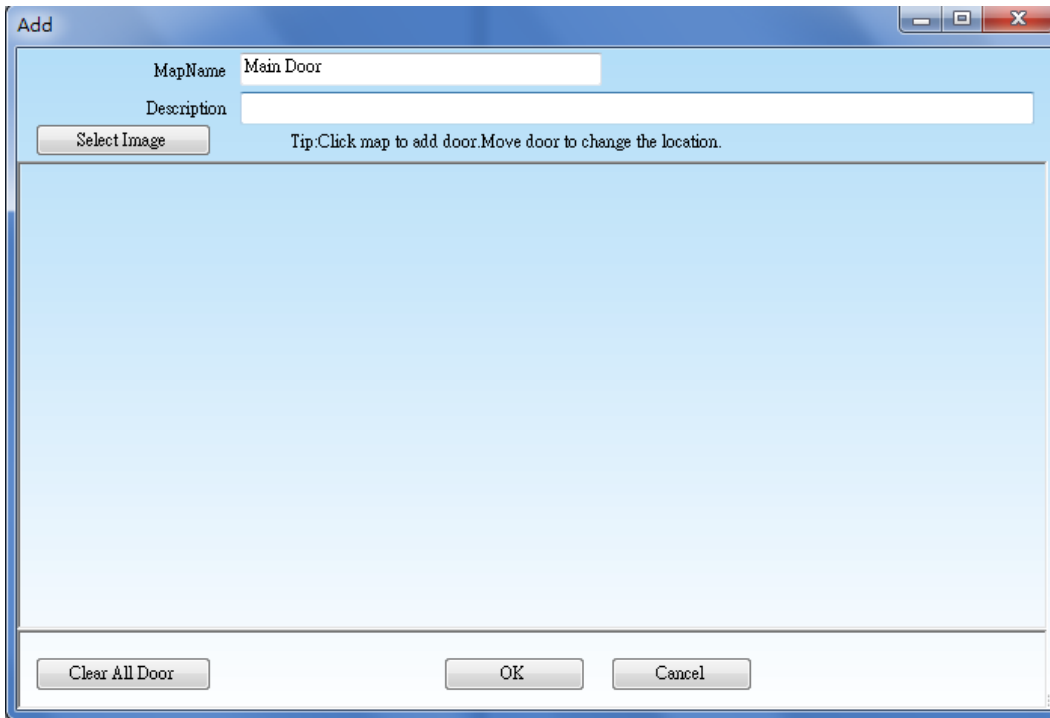 Add
MapName Main Door
Description
Select Image Tip:Click map to add door.Move door to change the location.
Clear All Door OK Cancel